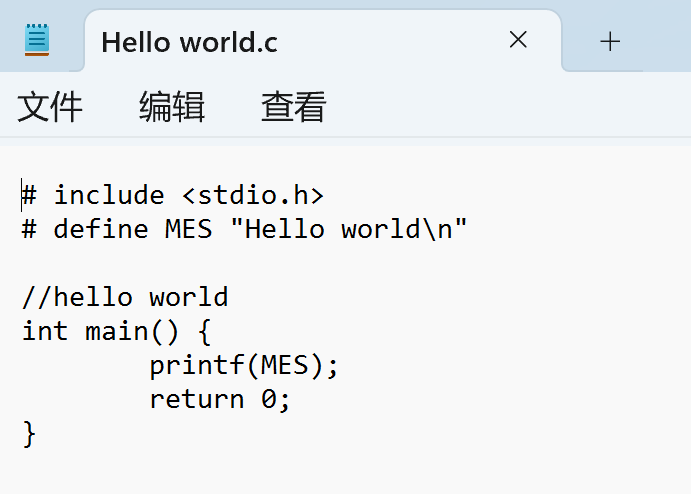 Hello world.c
文件 编辑 查看
# include <stdio.h>
# define MES "Hello world\n"
//hello world
int main() {
        printf(MES);
        return 0;
}